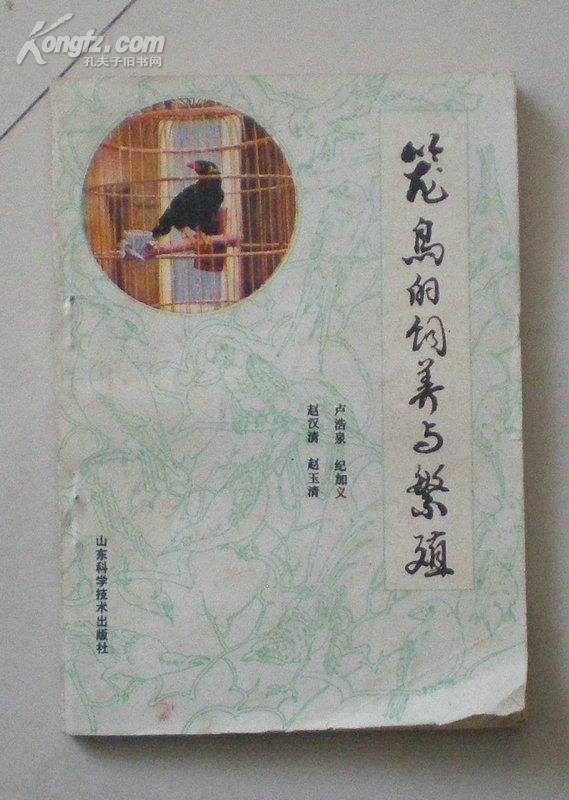 Kongfz.com
孔夫子旧书网
笼鳥的饲养与繁殖
卢浩泉 纪加义
赵汉清 赵玉清
山东科学技术出版社